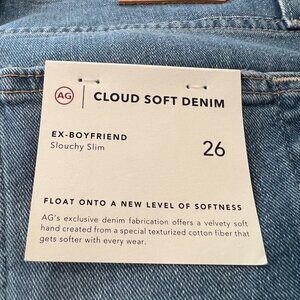 AG | CLOUD SOFT DENIM
EX-BOYFRIEND
Slouchy Slim
26
FLOAT ONTO A NEW LEVEL OF SOFTNESS
AG's exclusive denim fabrication offers a velvety soft
hand created from a special texturized cotton fiber that
gets softer with every wear.